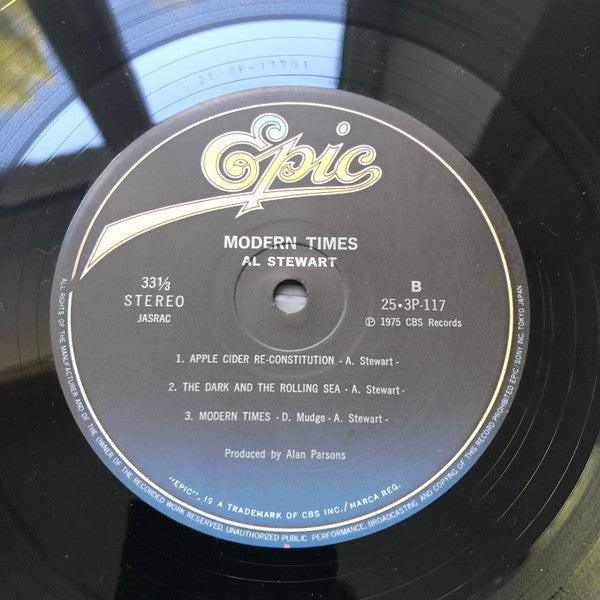 25-3P-117B1
Epic
MODERN TIMES
AL STEWART
33⅓
STEREO
JASRAC
B
25•3P-117
℗ 1975 CBS Records
1. APPLE CIDER RE-CONSTITUTION - A. Stewart -
2. THE DARK AND THE ROLLING SEA - A. Stewart -
3. MODERN TIMES - D. Mudge - A. Stewart -
Produced by Alan Parsons
"EPIC", IS A TRADEMARK OF CBS INC./MARCA REG.
ALL RIGHTS OF THE MANUFACTURER AND OF THE OWNER OF THE RECORDED WORK RESERVED, UNAUTHORIZED PUBLIC PERFORMANCE, BROADCASTING AND COPYING OF THIS RECORD PROHIBITED EPIC/SONY INC. TOKYO JAPAN